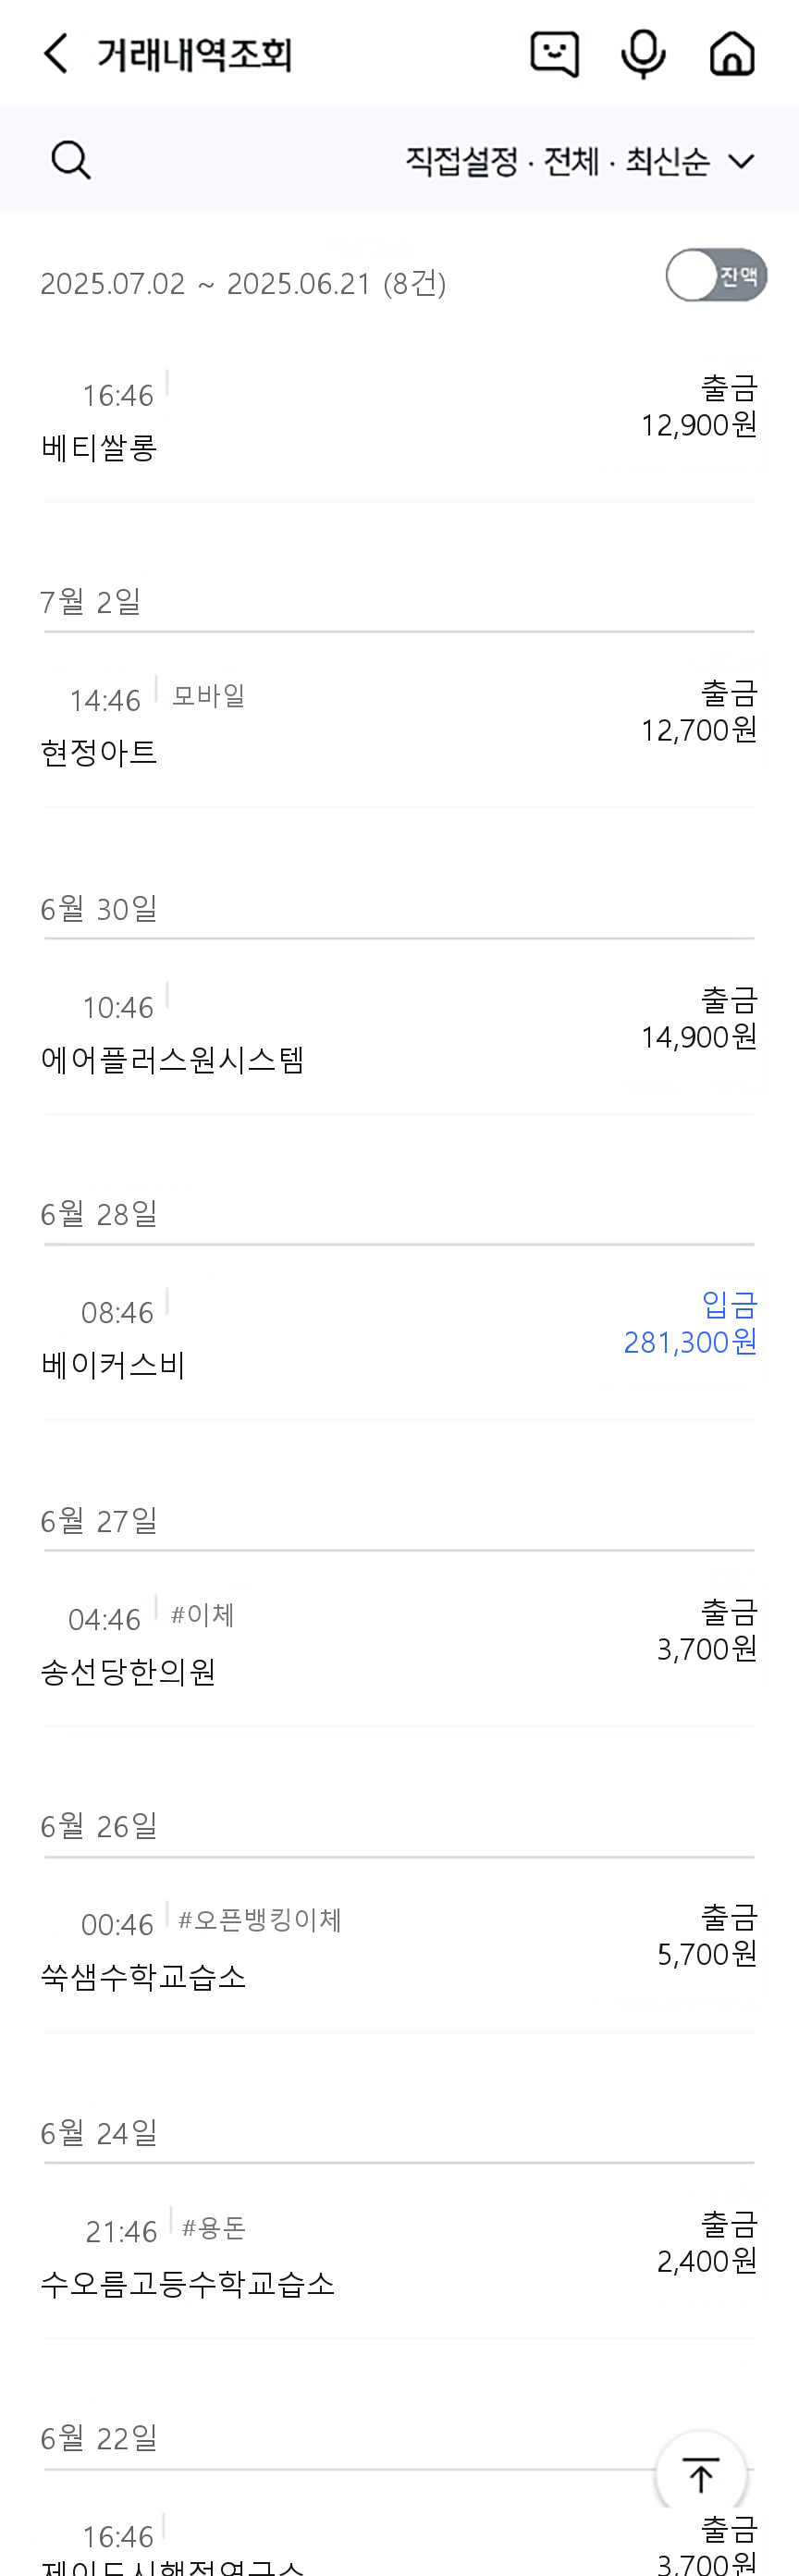 거래내역조회
직접설정 · 전체 · 최신순
2025.07.02 ~ 2025.06.21 (8건)
잔액
16:46
출금
베티쌀롱
12,900원
7월 2일
14:46 모바일
출금
현정아트
12,700원
6월 30일
10:46
출금
에어플러스원시스템
14,900원
6월 28일
08:46
입금
베이커스비
281,300원
6월 27일
04:46 #이체
출금
송선당한의원
3,700원
6월 26일
00:46 #오픈뱅킹이체
출금
쑥샘수학교습소
5,700원
6월 24일
21:46 #용돈
출금
수오름고등수학교습소
2,400원
6월 22일
16:46
출금
제이도시행정연구소
3,700원